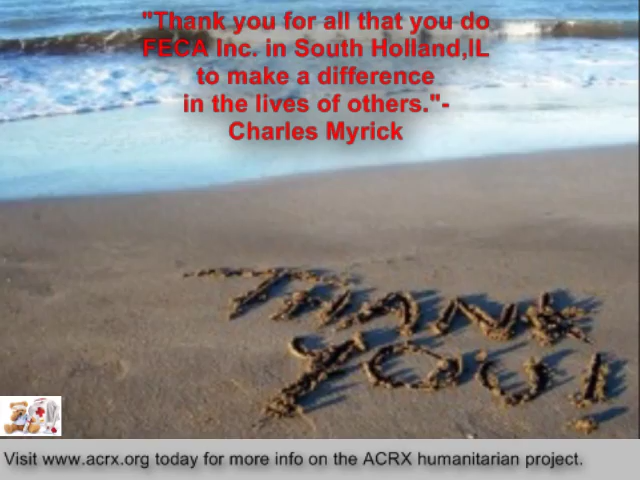 "Thank you for all that you do
FECA Inc. in South Holland,IL
to make a difference
in the lives of others."-
Charles Myrick
THANK
YOU!
Visit www.acrx.org today for more info on the ACRX humanitarian project.